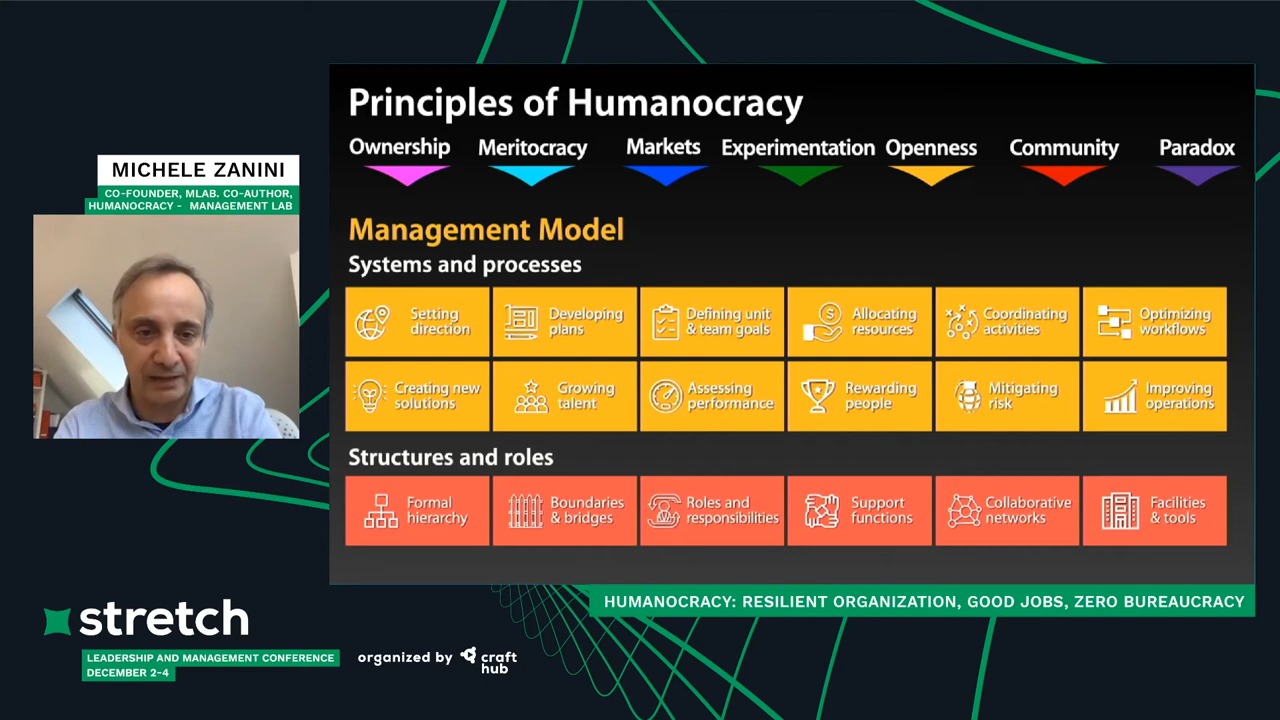 MICHELE ZANINI
CO-FOUNDER, MLAB. CO-AUTHOR,
HUMANOCRACY - MANAGEMENT LAB
Principles of Humanocracy
Ownership Meritocracy Markets Experimentation Openness Community Paradox
Management Model
Systems and processes
Setting direction
Developing plans
Defining unit & team goals
Allocating resources
Coordinating activities
Optimizing workflows
Creating new solutions
Growing talent
Assessing performance
Rewarding people
Mitigating risk
Improving operations
Structures and roles
Formal hierarchy
Boundaries & bridges
Roles and responsibilities
Support functions
Collaborative networks
Facilities & tools
HUMANOCRACY: RESILIENT ORGANIZATION, GOOD JOBS, ZERO BUREAUCRACY
stretch
LEADERSHIP AND MANAGEMENT CONFERENCE
DECEMBER 2-4
organized by craft hub